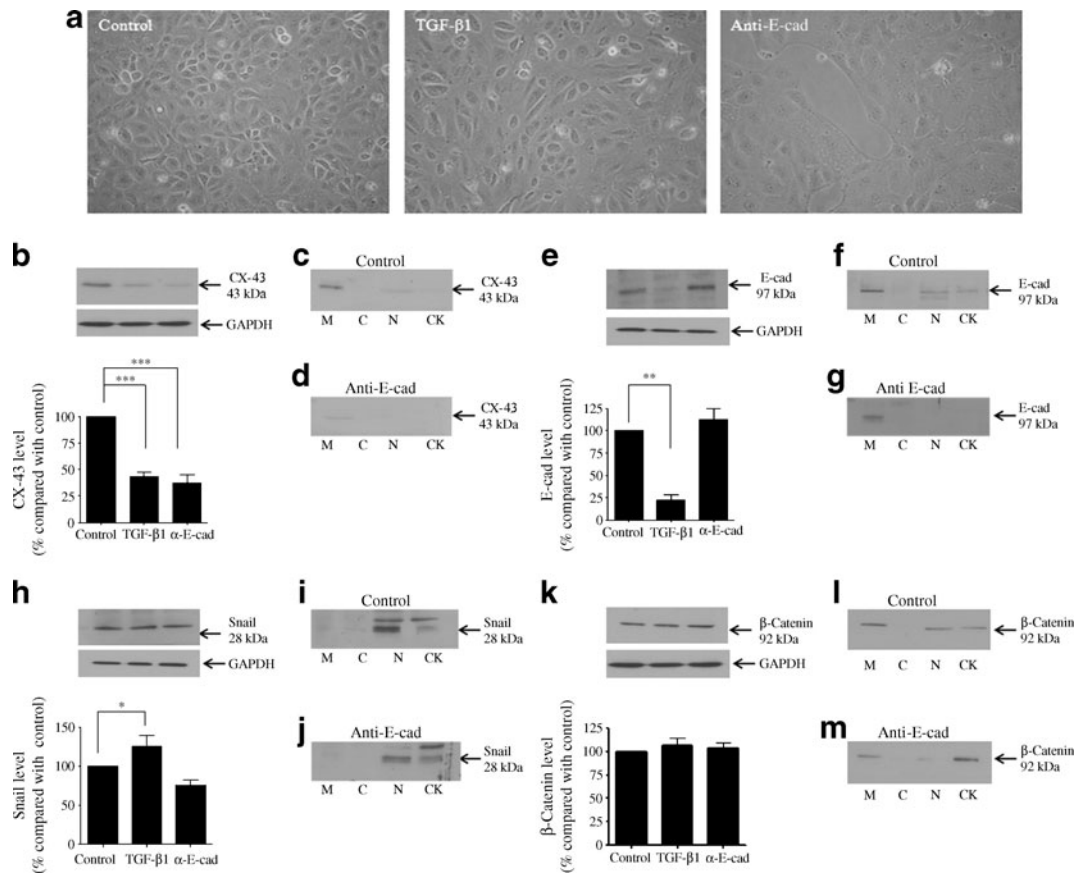 a
Control
TGF-β1
Anti-E-cad
b
CX-43
43 kDa
GAPDH
***
***
CX-43 level
(% compared with control)
100
75
50
25
0
Control TGF-β1 α-E-cad
c
Control
CX-43
43 kDa
M C N CK
d
Anti-E-cad
CX-43
43 kDa
M C N CK
e
E-cad
97 kDa
GAPDH
**
E-cad level
(% compared with control)
125
100
75
50
25
0
Control TGF-β1 α-E-cad
f
Control
E-cad
97 kDa
M C N CK
g
Anti E-cad
E-cad
97 kDa
M C N CK
h
Snail
28 kDa
GAPDH
*
Snail level
(% compared with control)
150
100
50
0
Control TGF-β1 α-E-cad
i
Control
Snail
28 kDa
M C N CK
j
Anti-E-cad
Snail
28 kDa
M C N CK
k
β-Catenin
92 kDa
GAPDH
β-Catenin level
(% compared with control)
125
100
75
50
25
0
Control TGF-β1 α-E-cad
l
Control
β-Catenin
92 kDa
M C N CK
m
Anti-E-cad
β-Catenin
92 kDa
M C N CK